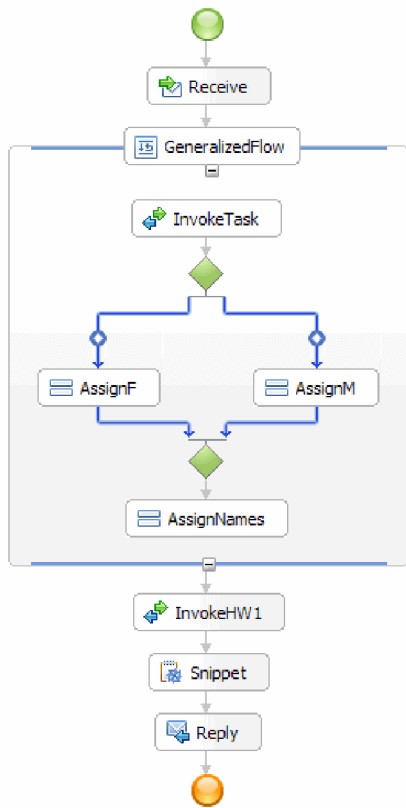 Receive
GeneralizedFlow
InvokeTask
AssignF
AssignM
AssignNames
InvokeHW1
Snippet
Reply